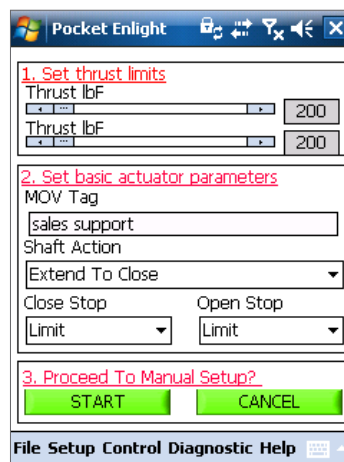 Pocket Enlight
1. Set thrust limits
Thrust lbF
200
Thrust lbF
200
2. Set basic actuator parameters
MOV Tag
sales support
Shaft Action
Extend To Close
Close Stop Open Stop
Limit Limit
3. Proceed To Manual Setup?
START CANCEL
File Setup Control Diagnostic Help